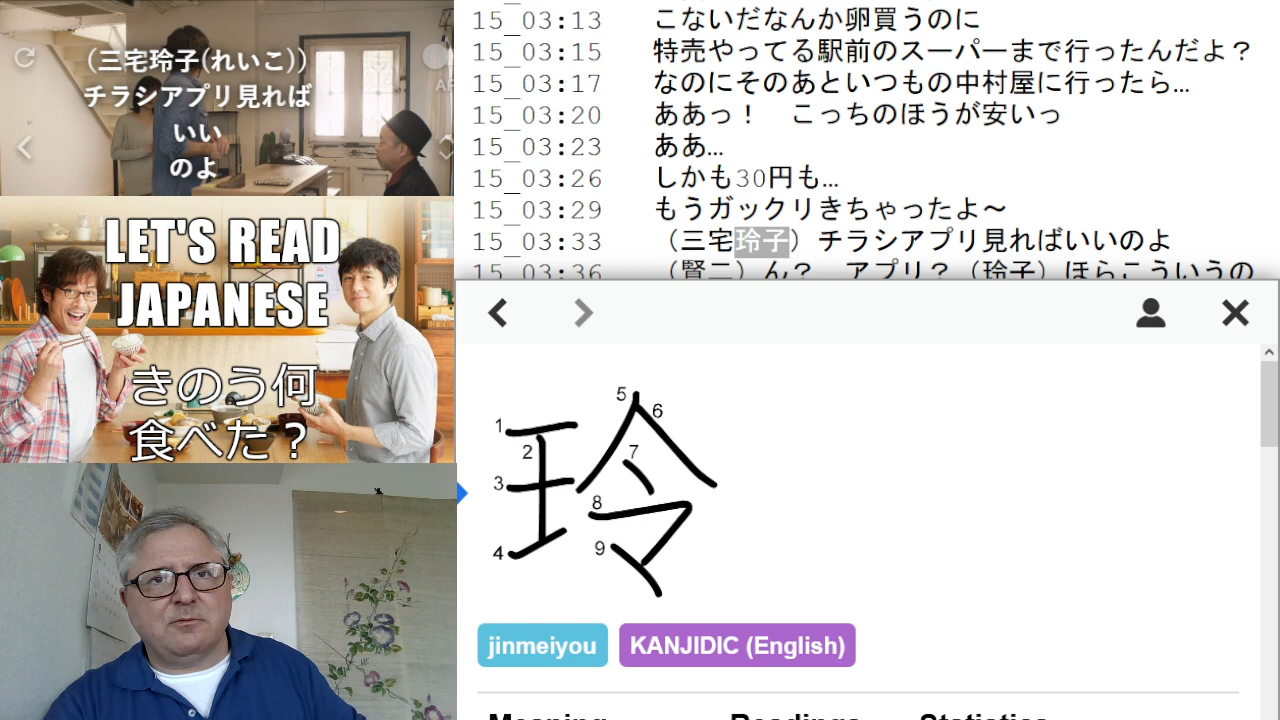 （三宅玲子(れいこ)）
チラシアプリ見れば
いい
のよ
LET'S READ
JAPANESE
きのう何
食べた？
15_03:13 こないだなんか卵買うのに
15_03:15 特売やってる駅前のスーパーまで行ったんだよ？
15_03:17 なのにそのあといつもの中村屋に行ったら…
15_03:20 ああっ！　こっちのほうが安いっ
15_03:23 ああ…
15_03:26 しかも30円も…
15_03:29 もうガックリきちゃったよ～
15_03:33 （三宅玲子）チラシアプリ見ればいいのよ
15_03:36 （賢二）ん？　アプリ？（玲子）ほらこういうの
玲
1
2
3
4
5
6
7
8
9
jinmeiyou KANJIDIC (English)
Meaning Readings Statistics